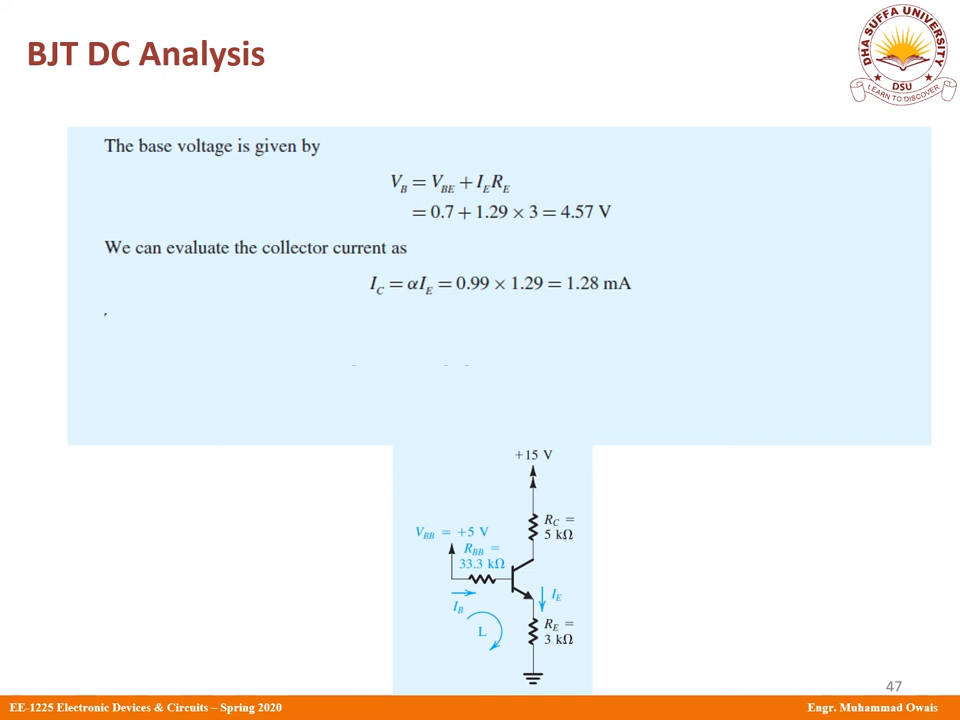 BJT DC Analysis
DHA SUFFA UNIVERSITY
DSU
LEARN TO DISCOVER
The base voltage is given by
V_B = V_BE + I_E R_E
= 0.7 + 1.29 × 3 = 4.57 V
We can evaluate the collector current as
I_C = αI_E = 0.99 × 1.29 = 1.28 mA
+15 V
R_C =
5 kΩ
V_BB = +5 V
R_BB =
33.3 kΩ
I_B
I_E
L
R_E =
3 kΩ
47
EE-1225 Electronic Devices & Circuits – Spring 2020
Engr. Muhammad Owais